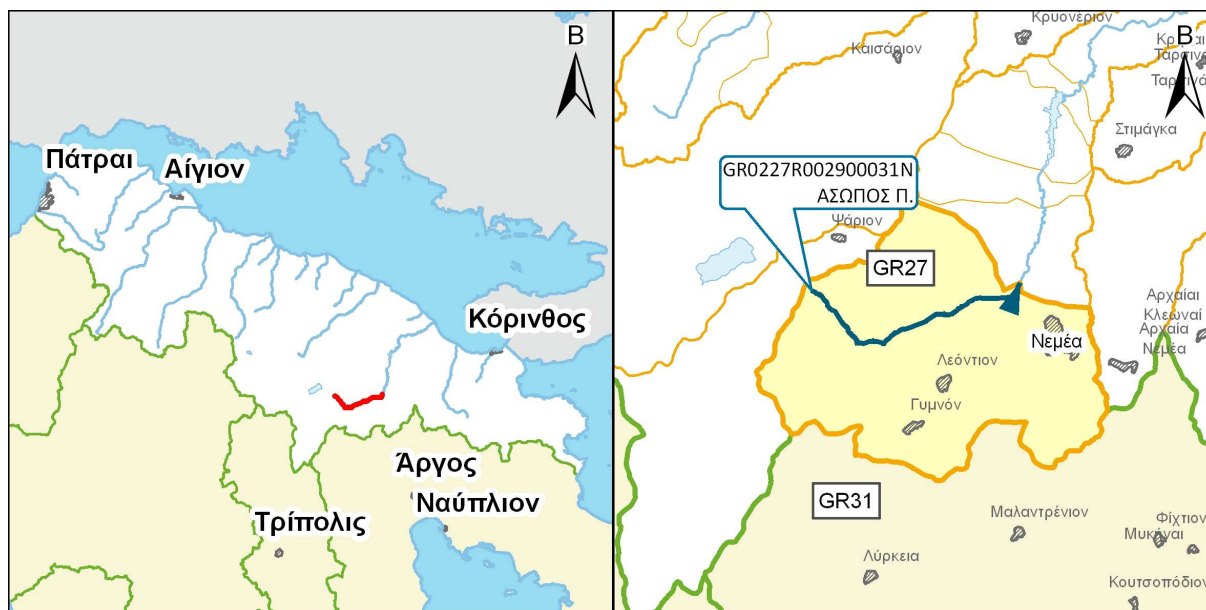 Β
Πάτραι
Αίγιον
Κόρινθος
Άργος
Ναύπλιον
Τρίπολις
Κρυονέριον
Καισάριον
Β
Ταρσινά
Στιμάγκα
GR0227R002900031N
ΑΣΩΠΟΣ Π.
Ψάριον
GR27
Αρχαίαι
Κλεωναί
Αρχαία
Νεμέα
Νεμέα
Λεόντιον
Γυμνόν
GR31
Μαλαντρένιον
Φίχτιον
Μυκήναι
Λύρκεια
Κουτσοπόδιον